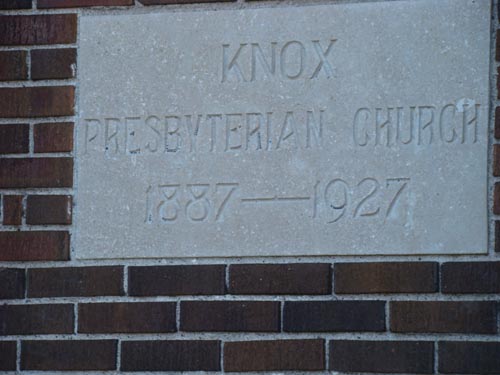 KNOX
PRESBYTERIAN CHURCH
1887—1927